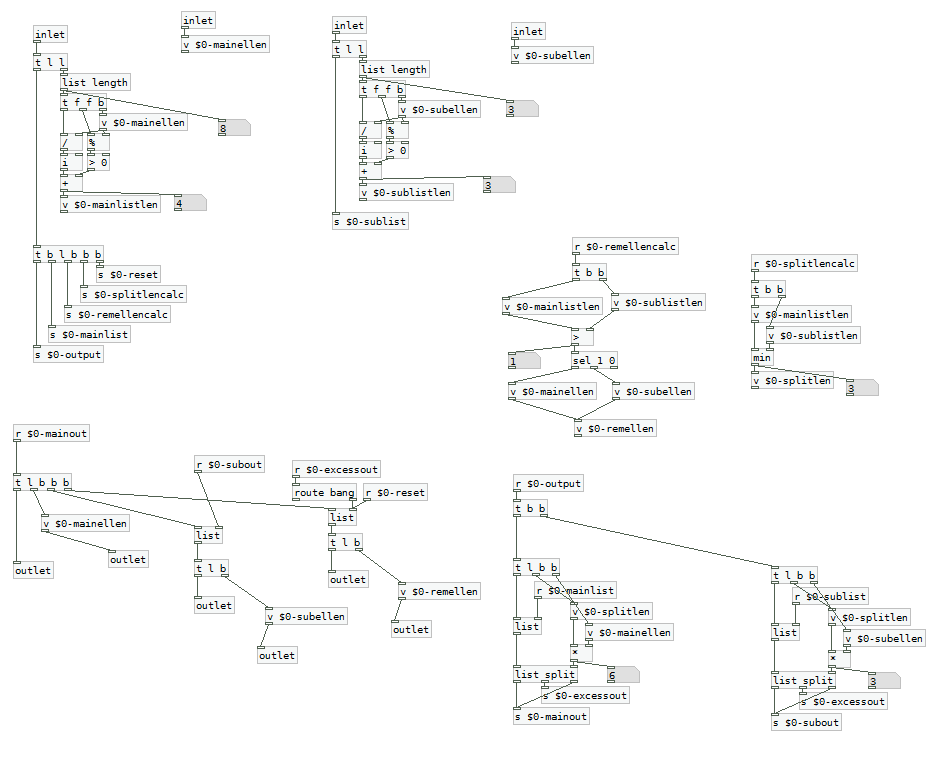 inlet
t l l
list length
t f f b
v $0-mainellen
8
/
%
i
> 0
+
v $0-mainlistlen
4
t b l b b b
s $0-reset
s $0-splitlencalc
s $0-remellencalc
s $0-mainlist
s $0-output
inlet
v $0-mainellen
inlet
t l l
list length
t f f b
3
v $0-subellen
/
%
i
> 0
+
3
v $0-sublistlen
s $0-sublist
inlet
v $0-subellen
r $0-remellencalc
t b b
v $0-mainlistlen
v $0-sublistlen
>
1
sel 1 0
v $0-mainellen
v $0-subellen
v $0-remellen
r $0-splitlencalc
t b b
v $0-mainlistlen
v $0-sublistlen
min
v $0-splitlen
3
r $0-mainout
t l b b b
v $0-mainellen
outlet
outlet
r $0-subout
list
t l b
outlet
v $0-subellen
outlet
r $0-excessout
route bang
r $0-reset
list
t l b
outlet
v $0-remellen
outlet
r $0-output
t b b
t l b b
r $0-mainlist
v $0-splitlen
list
v $0-mainellen
*
list split
6
s $0-excessout
s $0-mainout
t l b b
r $0-sublist
v $0-splitlen
list
v $0-subellen
*
list split
3
s $0-excessout
s $0-subout